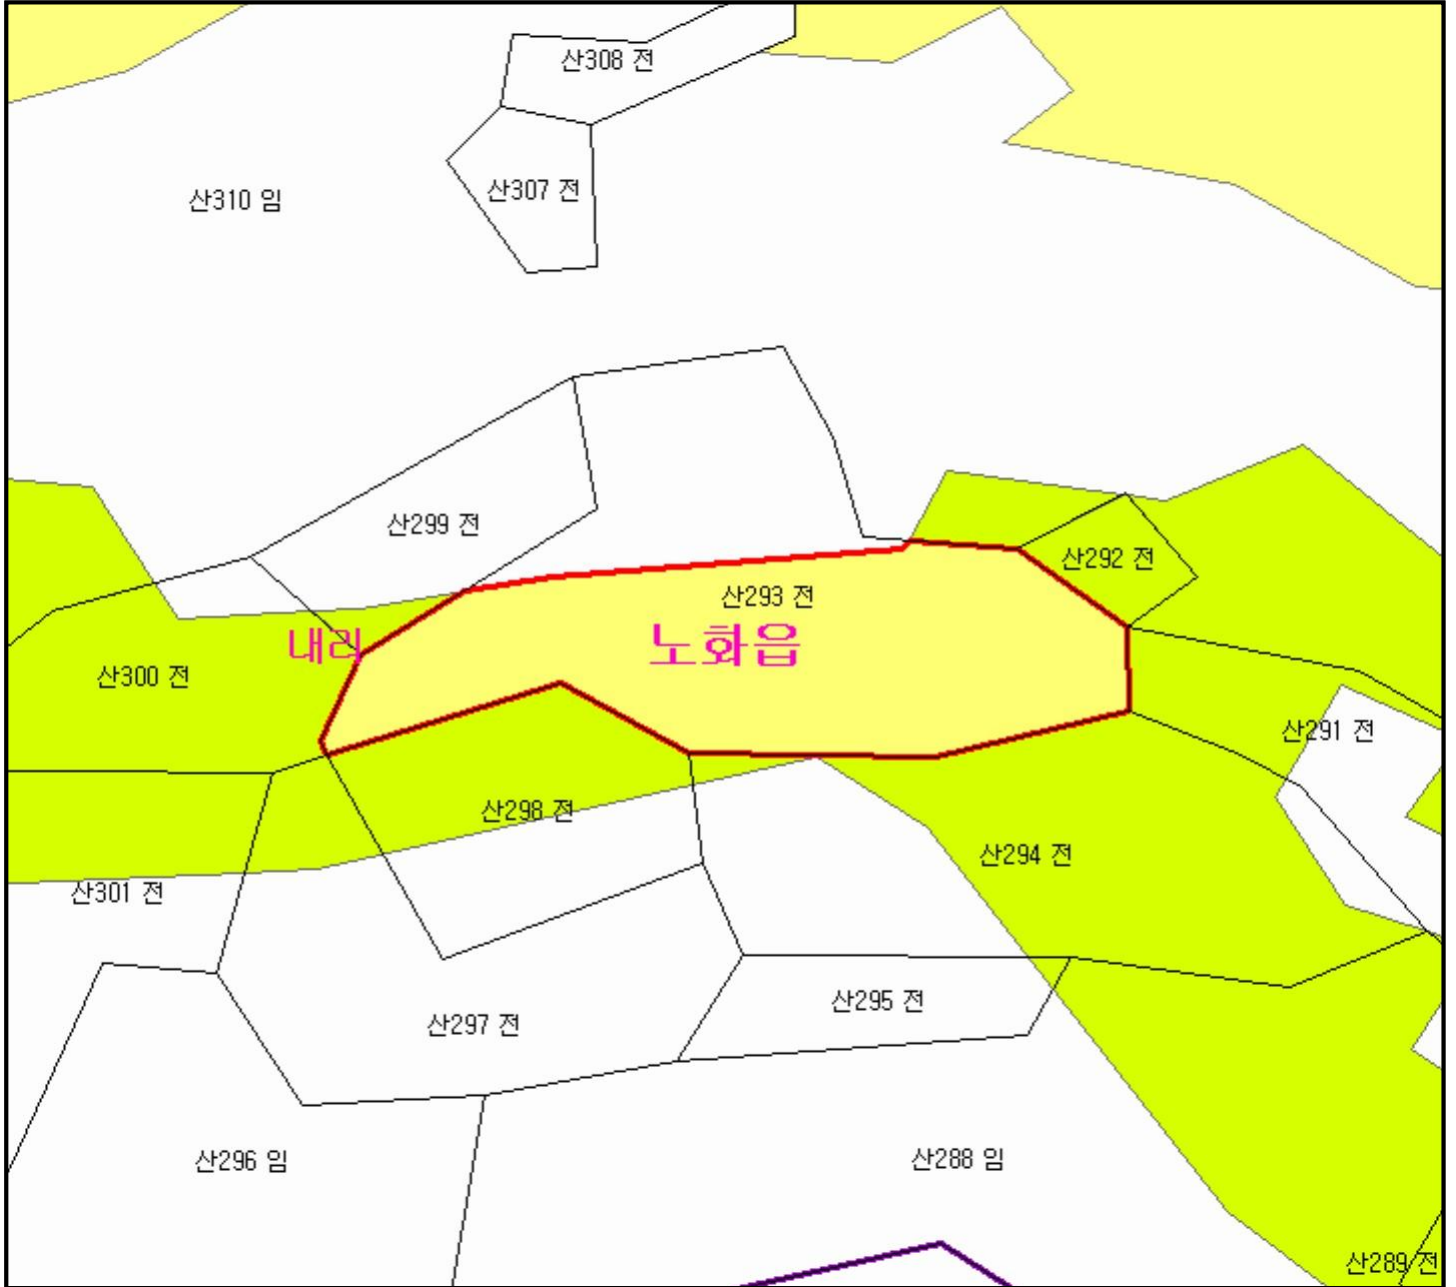 산308 전
산307 전
산310 임
산299 전
산292 전
산293 전
내리
노화읍
산300 전
산291 전
산298 전
산294 전
산301 전
산295 전
산297 전
산296 임
산288 임
산289 전